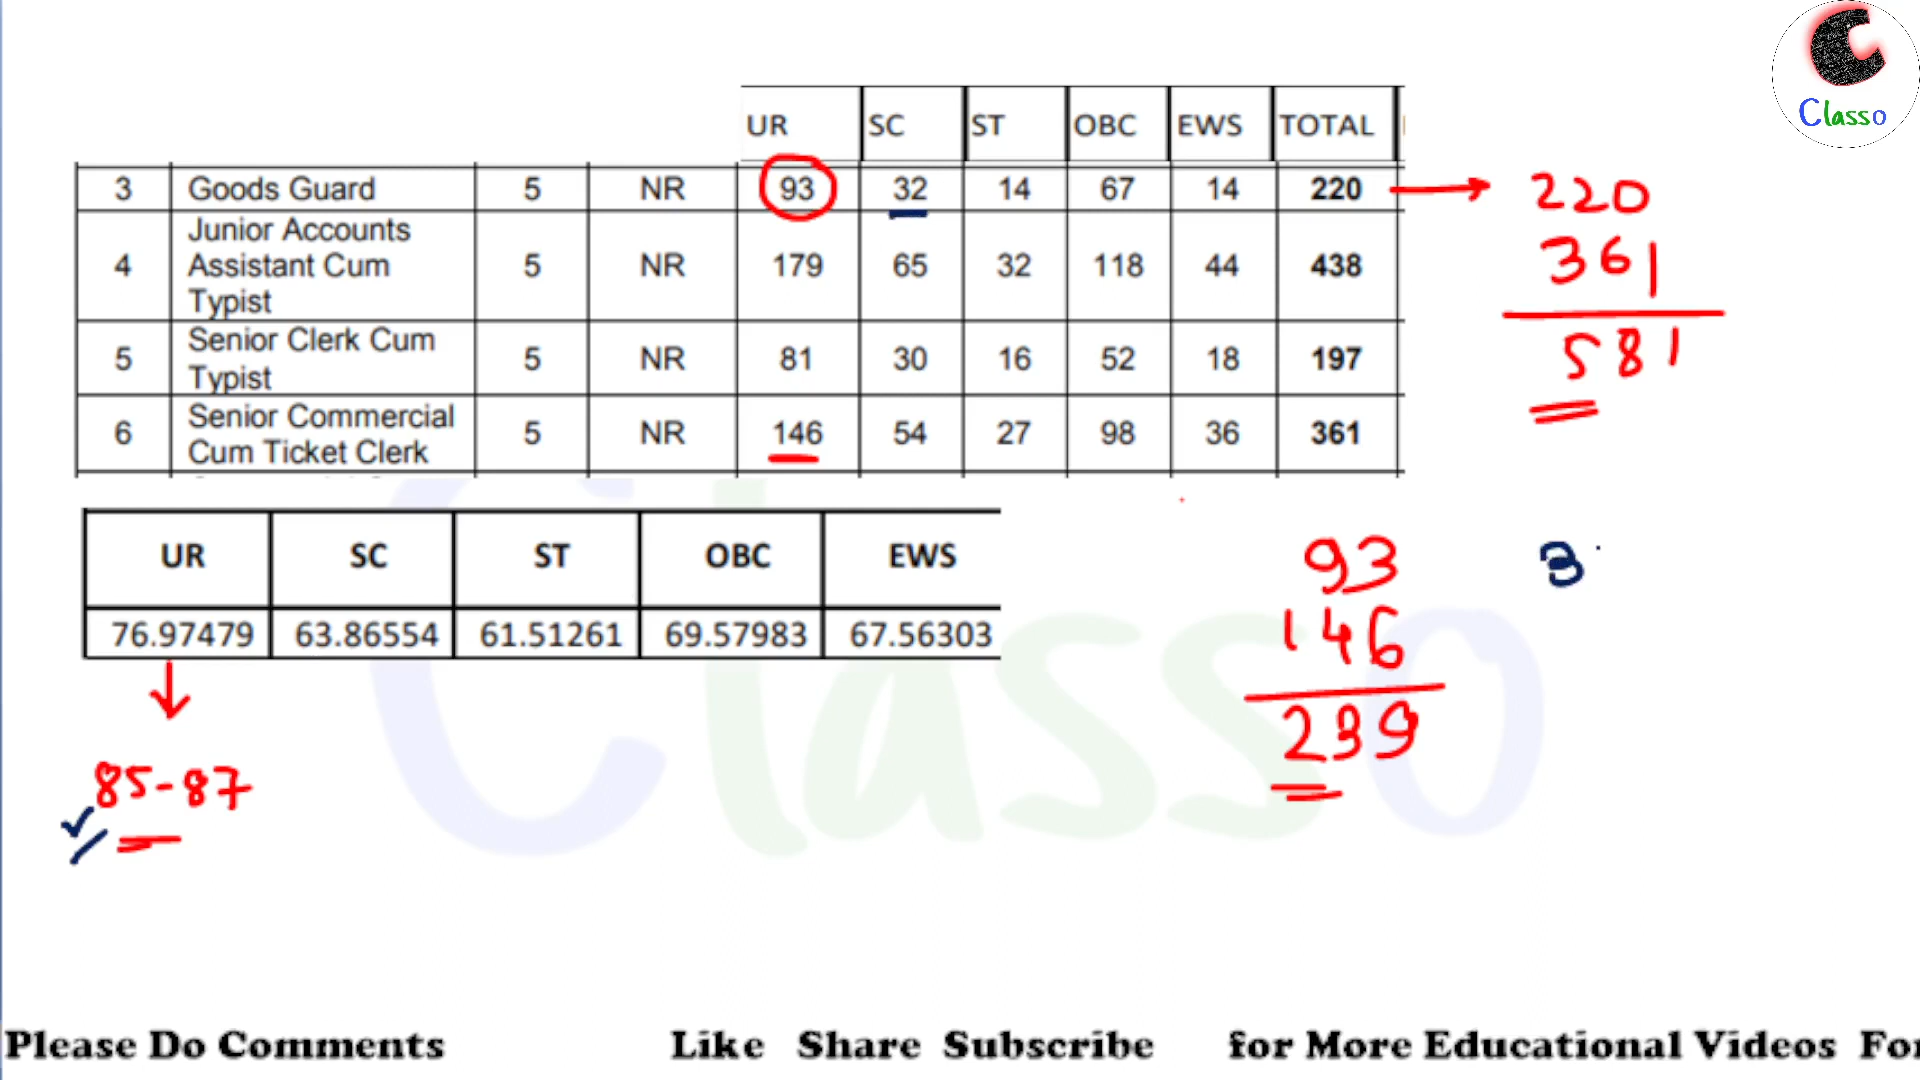 C
Classo
UR SC ST OBC EWS TOTAL
3 Goods Guard 5 NR 93 32 14 67 14 220 → 220
Junior Accounts
4 Assistant Cum 5 NR 179 65 32 118 44 438 361
Typist
581
Senior Clerk Cum
5 5 NR 81 30 16 52 18 197
Typist
Senior Commercial
6 5 NR 146 54 27 98 36 361
Cum Ticket Clerk
UR SC ST OBC EWS
76.97479 63.86554 61.51261 69.57983 67.56303
93
3
146
239
85-87
Classo
Please Do Comments Like Share Subscribe for More Educational Videos For